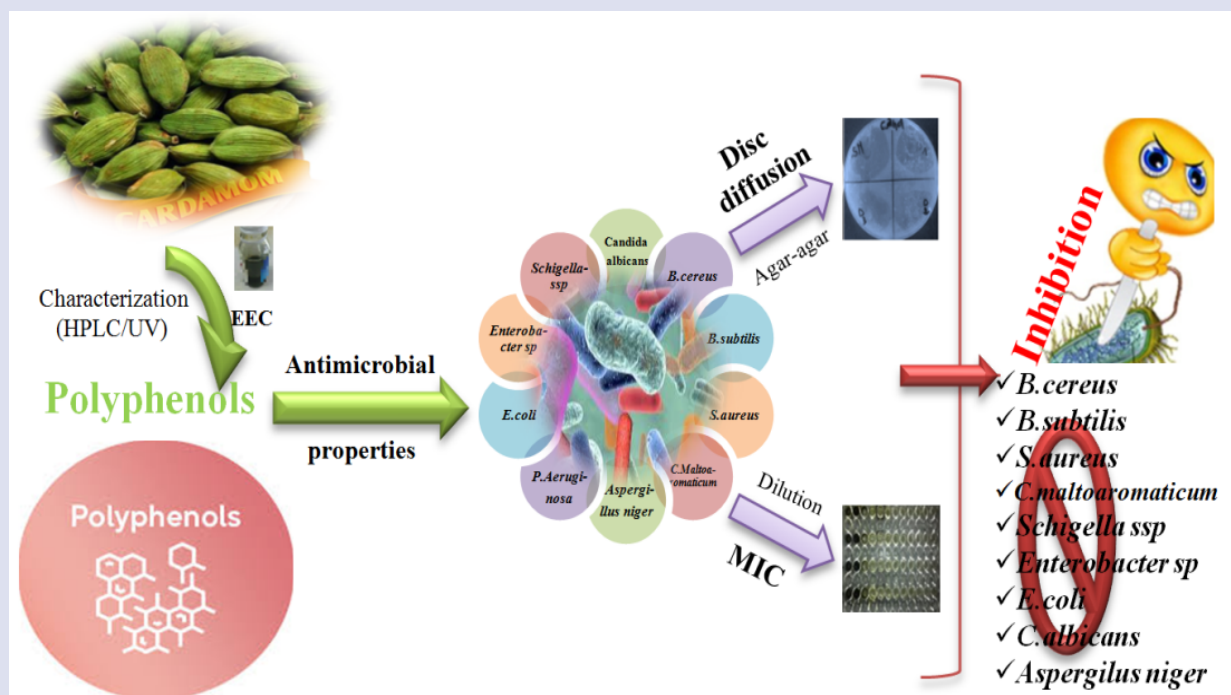 CARDAMOM
Characterization
(HPLC/UV)
EEC
Polyphenols
Polyphenols
Antimicrobial
properties
Candida
albicans
B.cereus
B.subtilis
S.aureus
C.Maltoa-
romaticum
Aspergi-
llus niger
P.Aerugi-
nosa
E.coli
Enteroba-
cter sp
Schigella-
ssp
Disc
diffusion
Agar-agar
Dilution
MIC
Inhibition
✓ B.cereus
✓ B.subtilis
✓ S.aureus
✓ C.maltoaromaticum
✓ Schigella ssp
✓ Enterobacter sp
✓ E.coli
✓ C.albicans
✓ Aspergilus niger